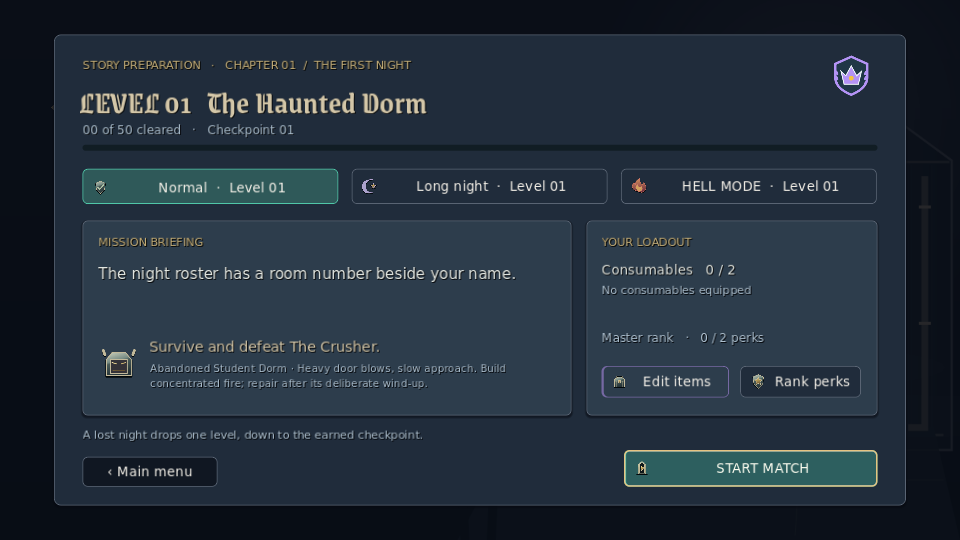 STORY PREPARATION · CHAPTER 01 / THE FIRST NIGHT
LEVEL 01 The Haunted Dorm
00 of 50 cleared · Checkpoint 01
Normal · Level 01
Long night · Level 01
HELL MODE · Level 01
MISSION BRIEFING
The night roster has a room number beside your name.
Survive and defeat The Crusher.
Abandoned Student Dorm · Heavy door blows, slow approach. Build
concentrated fire; repair after its deliberate wind-up.
YOUR LOADOUT
Consumables 0 / 2
No consumables equipped
Master rank · 0 / 2 perks
Edit items
Rank perks
A lost night drops one level, down to the earned checkpoint.
‹ Main menu
START MATCH